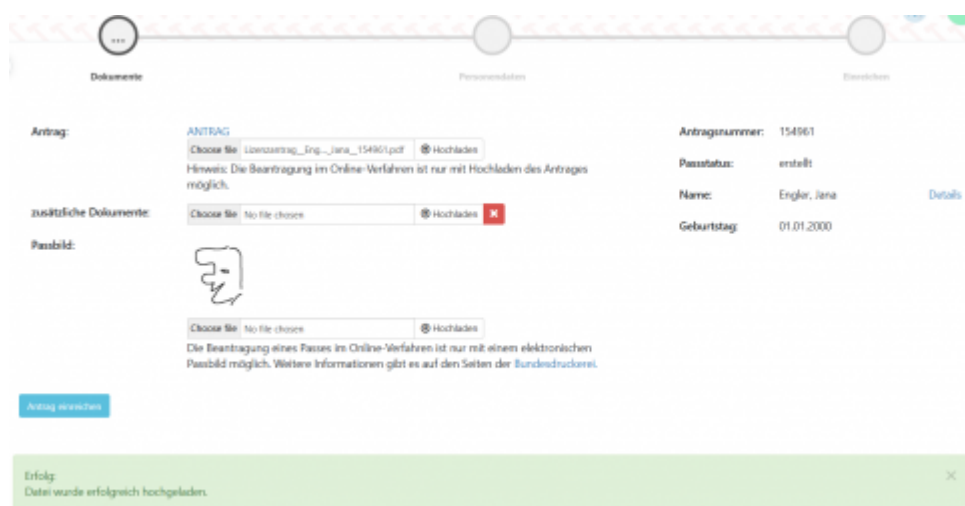 ...
Dokumente
Personendaten
Einreichen
Antrag:
ANTRAG
Choose file Lizenzantrag__Eng..._Jana__154961.pdf Hochladen
Hinweis: Die Beantragung im Online-Verfahren ist nur mit Hochladen des Antrages
möglich.
zusätzliche Dokumente:
Choose file No file chosen Hochladen
Passbild:
Choose file No file chosen Hochladen
Die Beantragung eines Passes im Online-Verfahren ist nur mit einem elektronischen
Passbild möglich. Weitere Informationen gibt es auf den Seiten der Bundesdruckerei.
Antragsnummer: 154961
Passstatus: erstellt
Name: Engler, Jana Details
Geburtstag: 01.01.2000
Antrag einreichen
Erfolg:
Datei wurde erfolgreich hochgeladen.